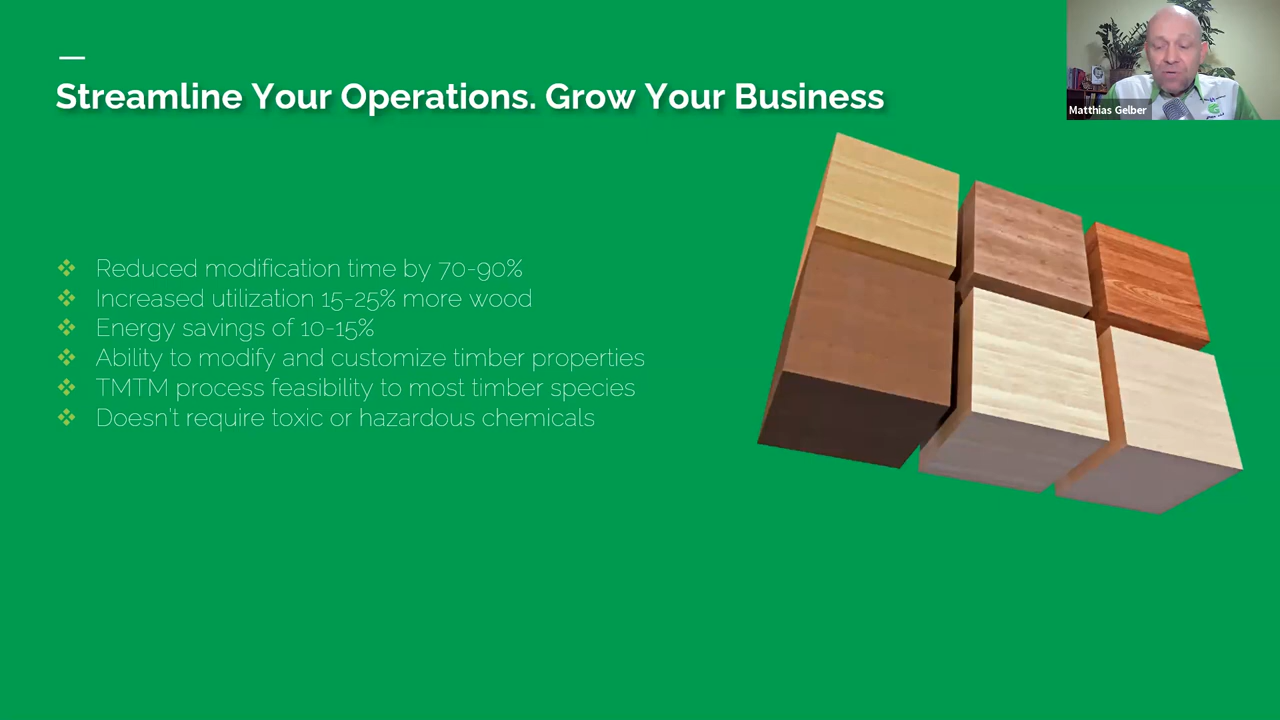 Streamline Your Operations. Grow Your Business
Matthias Gelber
Reduced modification time by 70-90%
Increased utilization 15-25% more wood
Energy savings of 10-15%
Ability to modify and customize timber properties
TMTM process feasibility to most timber species
Doesn't require toxic or hazardous chemicals